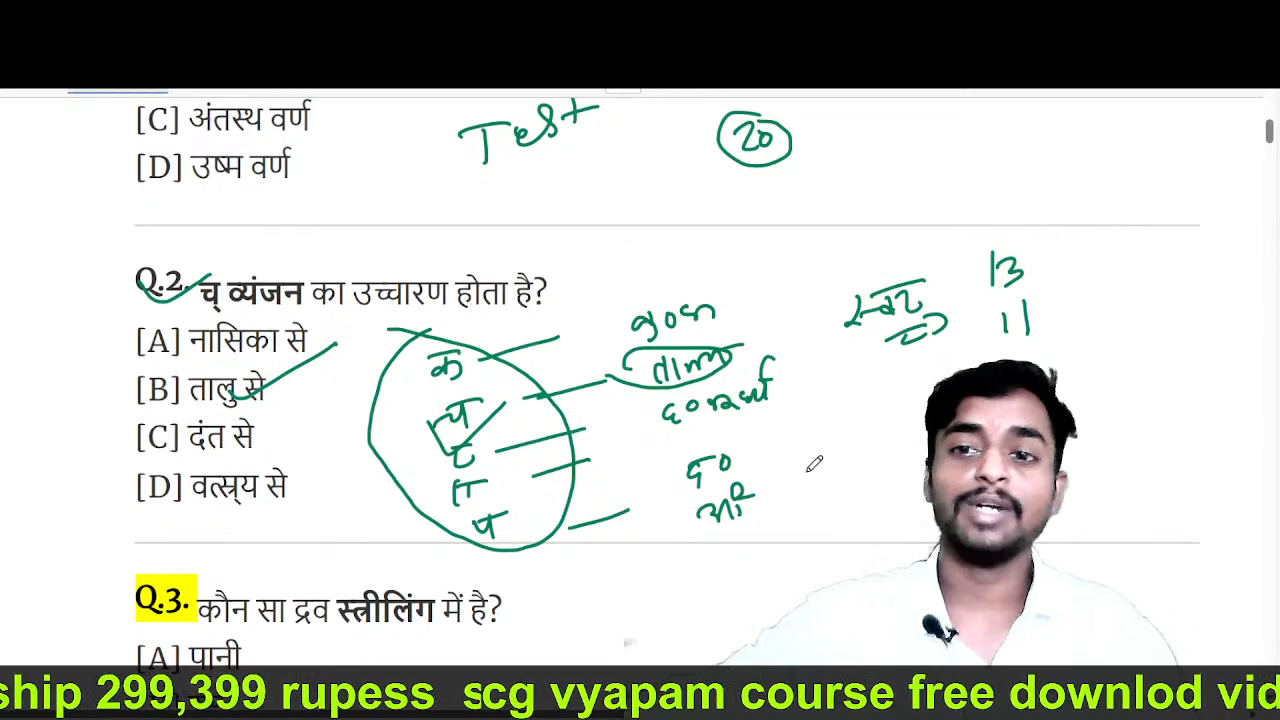 [C] अंतस्थ वर्ण
Test
20
[D] उष्म वर्ण
Q.2. च् व्यंजन का उच्चारण होता है?
13
स्वर
11
[A] नासिका से
क
तालु
[B] तालु से
च
ट
[C] दंत से
त
[D] वत्स्र्य से
प
Q.3. कौन सा द्रव स्त्रीलिंग में है?
[A] पानी
ship 299,399 rupess scg vyapam course free downlod vid